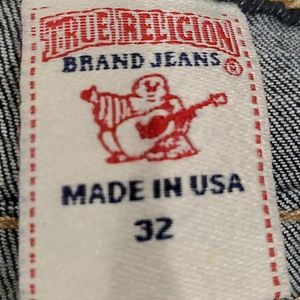 TRUE RELIGION
BRAND JEANS ®
MADE IN USA
32